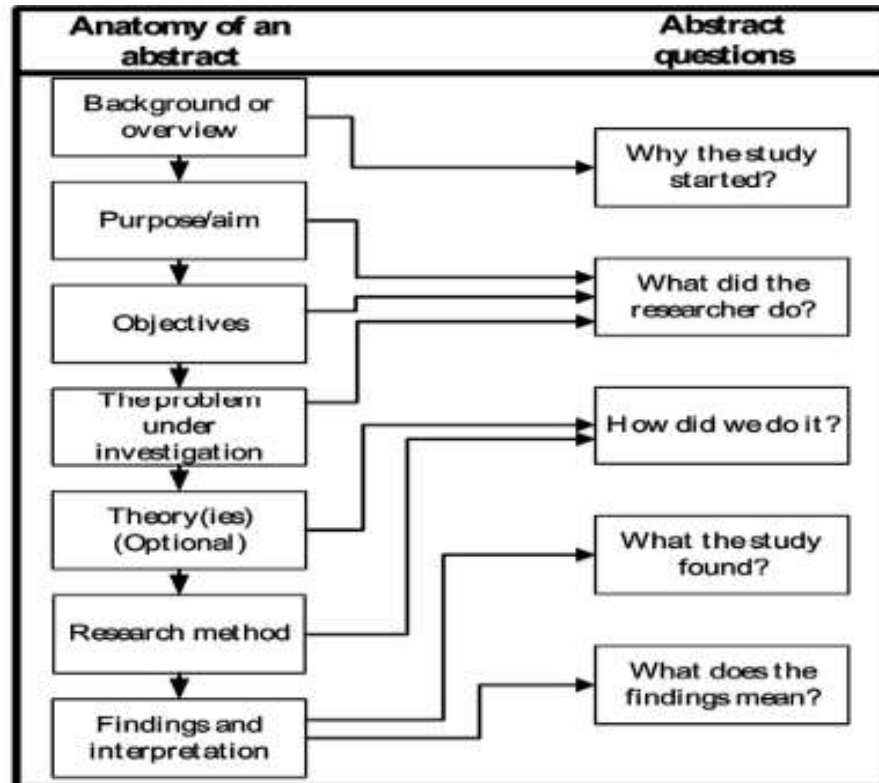 Anatomy of an
abstract
Abstract
questions
Background or
overview
Purpose/aim
Objectives
The problem
under
investigation
Theory(ies)
(Optional)
Research method
Findings and
interpretation
Why the study
started?
What did the
researcher do?
How did we do it?
What the study
found?
What does the
findings mean?